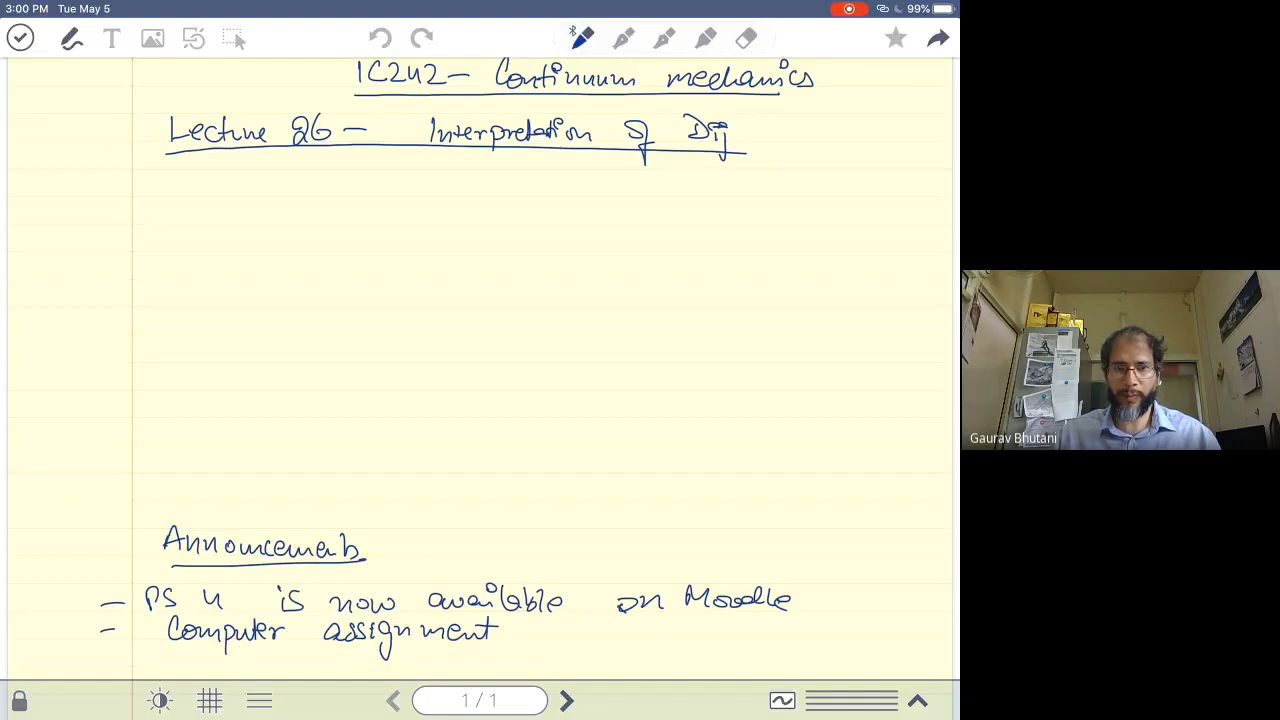 3:00 PM Tue May 5
99%
IC242 – Continuum mechanics
Lecture 26 – Interpretation of Dij
Announcements
– PS 4 is now available on Moodle
– Computer assignment
1 / 1
Gaurav Bhutani